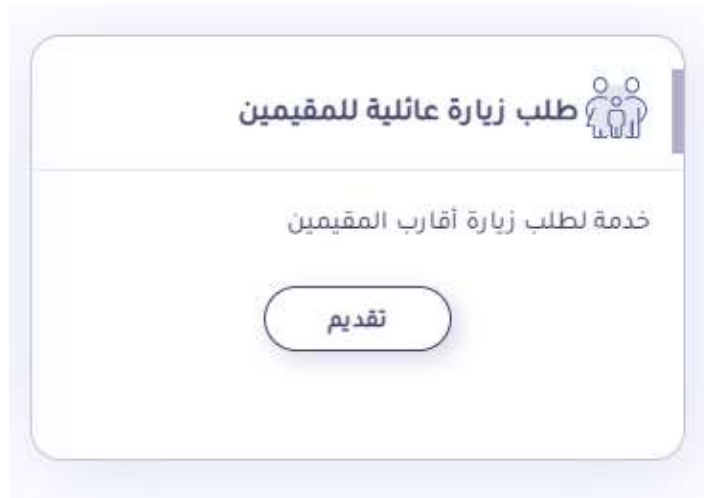 طلب زيارة عائلية للمقيمين
خدمة لطلب زيارة أقارب المقيمين
تقديم